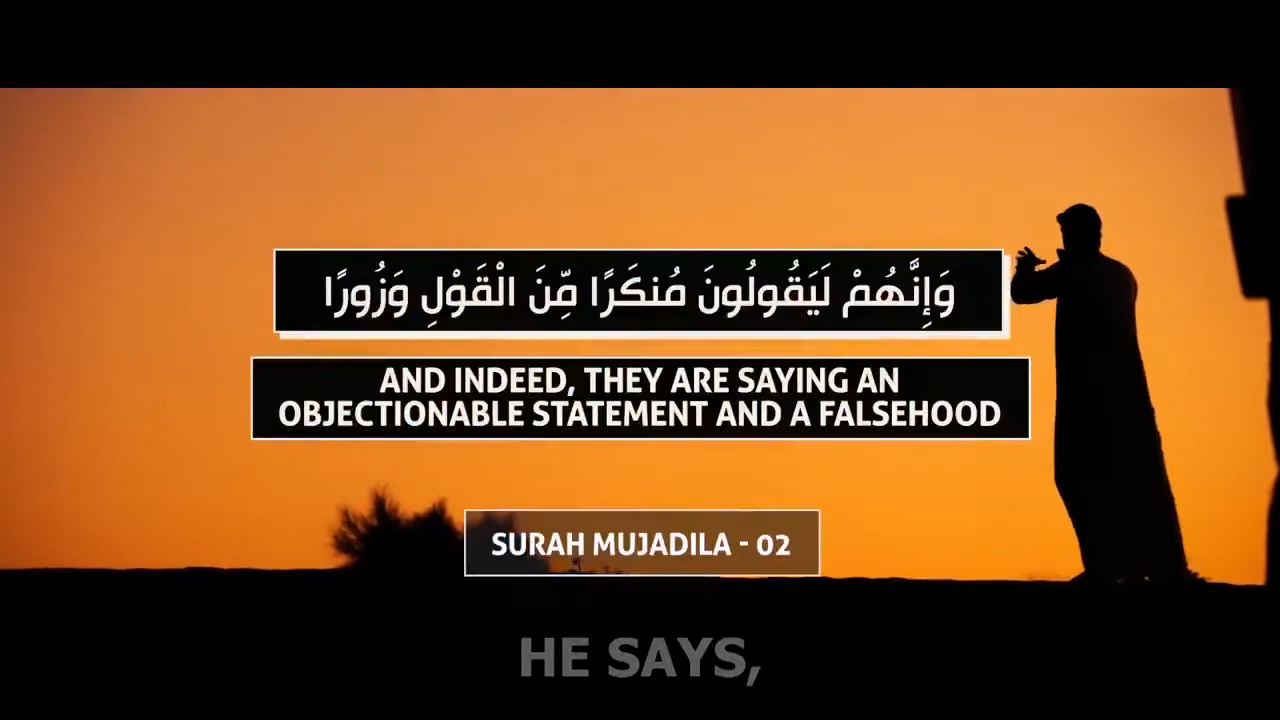 وَإِنَّهُمْ لَيَقُولُونَ مُنكَرًا مِّنَ الْقَوْلِ وَزُورًا
AND INDEED, THEY ARE SAYING AN
OBJECTIONABLE STATEMENT AND A FALSEHOOD
SURAH MUJADILA - 02
HE SAYS,